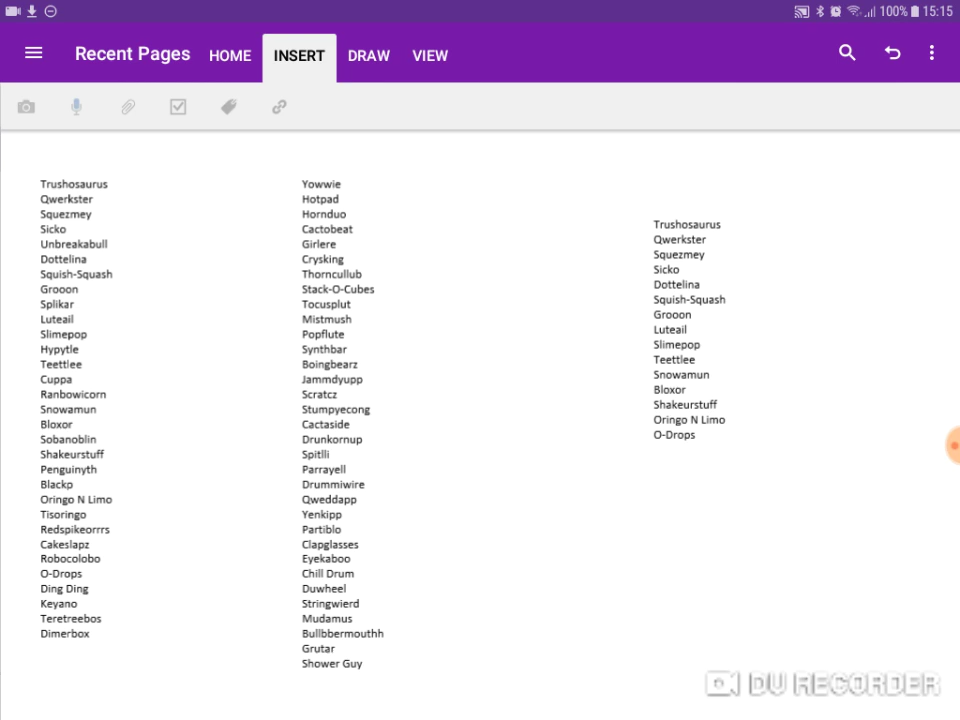 100% 15:15
Recent Pages HOME INSERT DRAW VIEW
Trushosaurus
Qwerkster
Squezmey
Sicko
Unbreakabull
Dottelina
Squish-Squash
Grooon
Splikar
Luteail
Slimepop
Hypytle
Teettlee
Cuppa
Ranbowicorn
Snowamun
Bloxor
Sobanoblin
Shakeurstuff
Penguinyth
Blackp
Oringo N Limo
Tisoringo
Redspikeorrrs
Cakeslapz
Robocolobo
O-Drops
Ding Ding
Keyano
Teretreebos
Dimerbox
Yowwie
Hotpad
Hornduo
Cactobeat
Girlere
Crysking
Thorncullub
Stack-O-Cubes
Tocusplut
Mistmush
Popflute
Synthbar
Boingbearz
Jammdyupp
Scratcz
Stumpyecong
Cactaside
Drunkornup
Spitlli
Parrayell
Drummiwire
Qweddapp
Yenkipp
Partiblo
Clapglasses
Eyekaboo
Chill Drum
Duwheel
Stringwierd
Mudamus
Bullbbermouthh
Grutar
Shower Guy
Trushosaurus
Qwerkster
Squezmey
Sicko
Dottelina
Squish-Squash
Grooon
Luteail
Slimepop
Teettlee
Snowamun
Bloxor
Shakeurstuff
Oringo N Limo
O-Drops
DU RECORDER